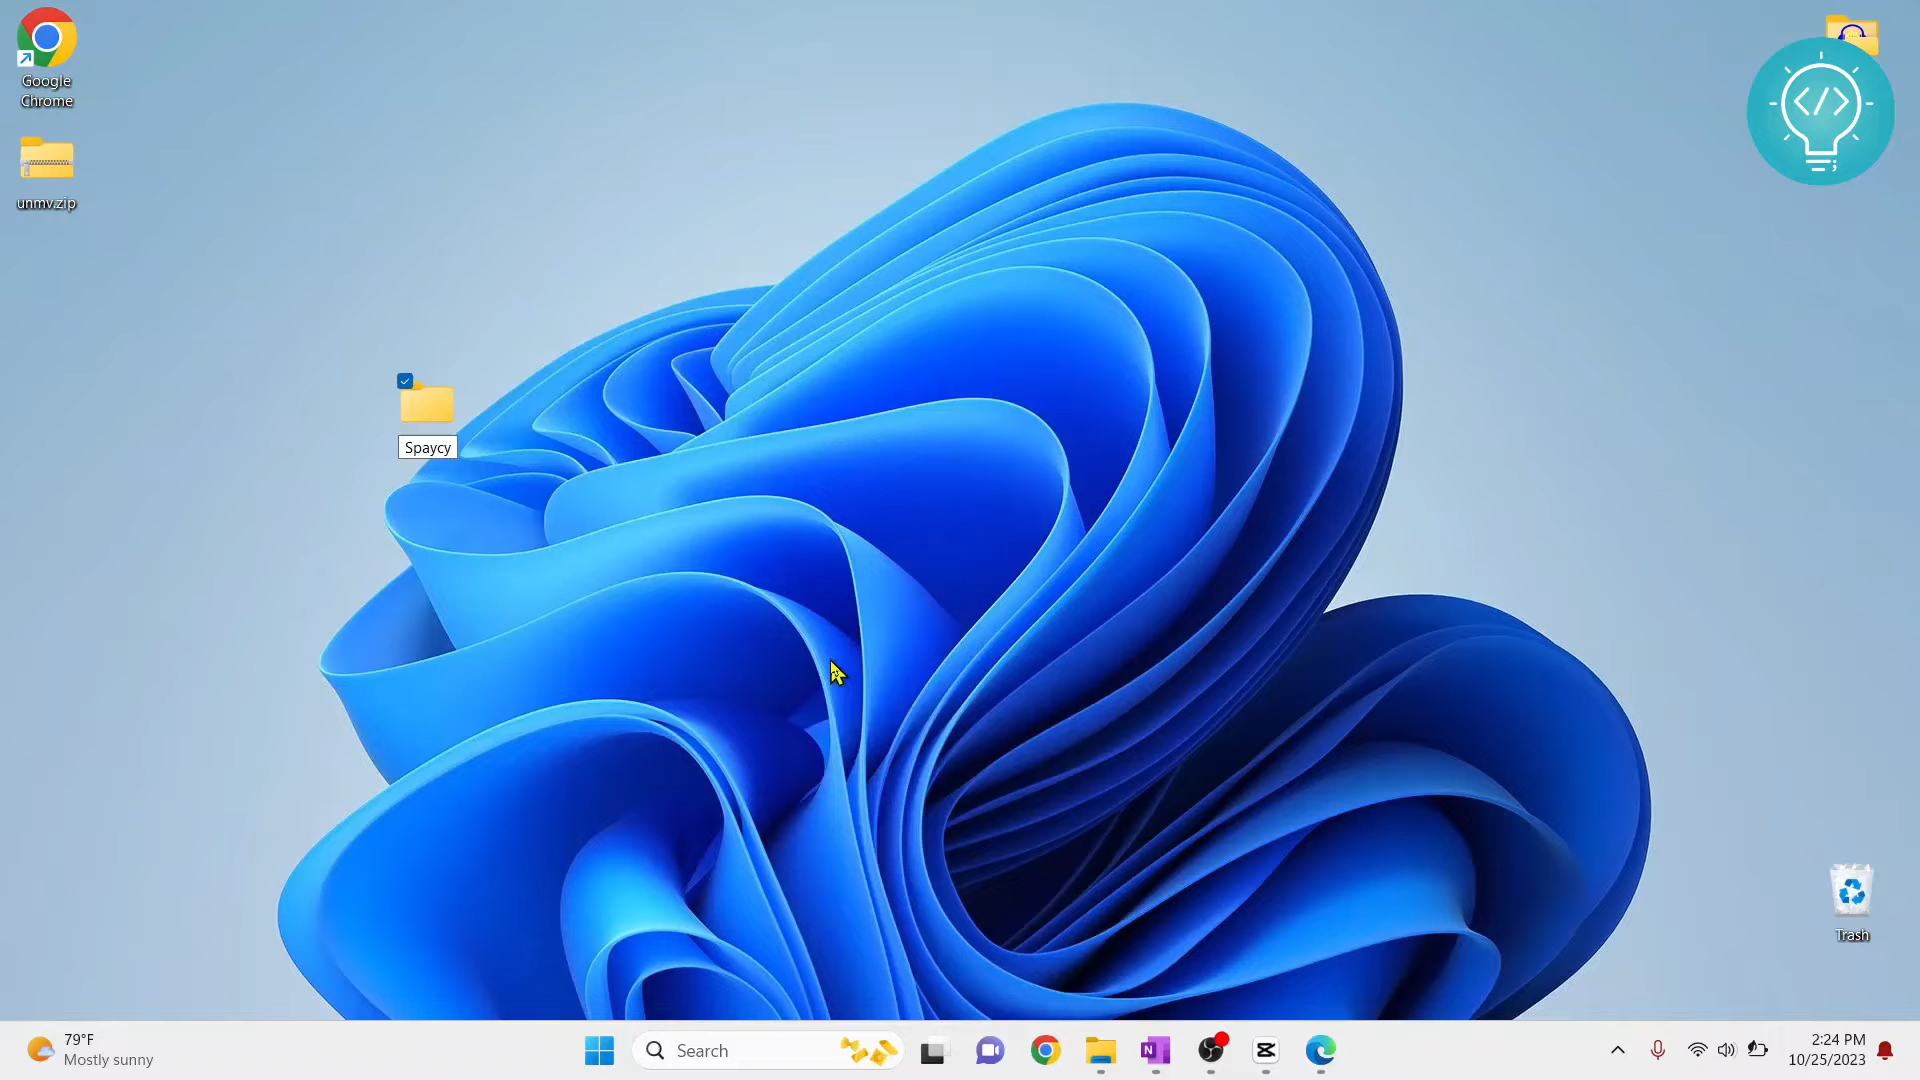 Google
Chrome
unmv.zip
</>
Spaycy
Trash
79°F
Mostly sunny
Search
N
2:24 PM
10/25/2023